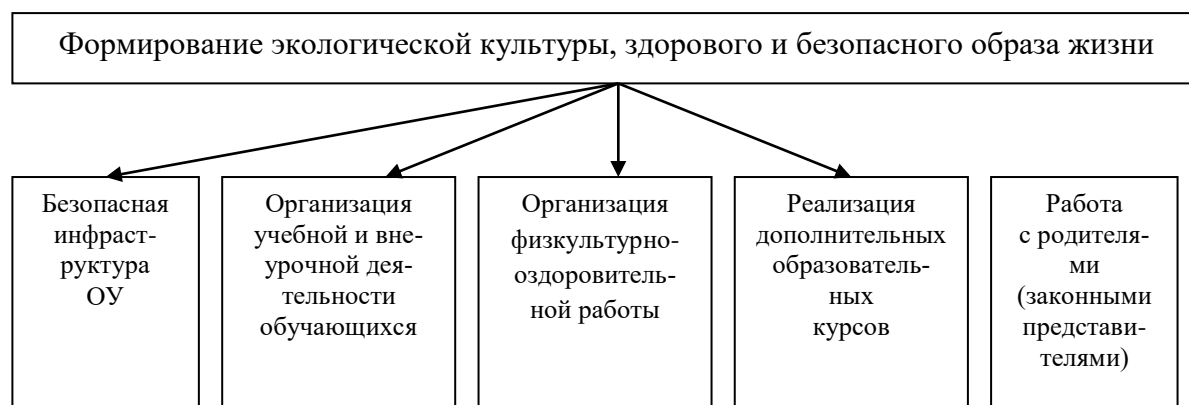 Формирование экологической культуры, здорового и безопасного образа жизни
Безопасная
инфраст-
руктура
ОУ
Организация
учебной и вне-
урочной дея-
тельности
обучающихся
Организация
физкультурно-
оздоровитель-
ной работы
Реализация
дополнительных
образователь-
ных
курсов
Работа
с родителя-
ми
(законными
представи-
телями)